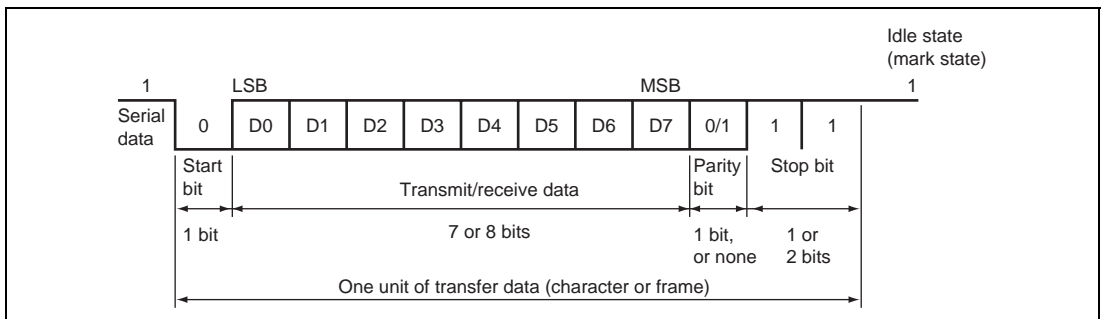 Idle state
(mark state)
1 LSB MSB 1
Serial
data
0 D0 D1 D2 D3 D4 D5 D6 D7 0/1 1 1
Start
bit
Transmit/receive data
Parity
bit
Stop bit
1 bit
7 or 8 bits
1 bit,
or none
1 or
2 bits
One unit of transfer data (character or frame)